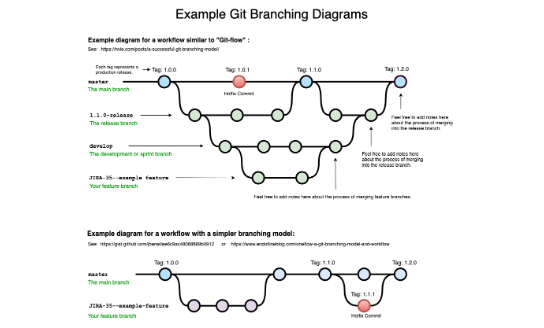 Example Git Branching Diagrams
Example diagram for a workflow similar to "Git-flow" :
See: https://nvie.com/posts/a-successful-git-branching-model/
Each tag represents a
production release.
Tag: 1.0.0
Tag: 1.0.1
Tag: 1.1.0
Tag: 1.2.0
master
The main branch
Hotfix Commit
1.1.0-release
The release branch
Feel free to add notes here
about the process of merging
into the release branch.
develop
The development or sprint branch
Feel free to add notes here
about the process of merging
into the release branch.
JIRA-35--example feature
Your feature branch
Feel free to add notes here about the process of merging feature branches.
Example diagram for a workflow with a simpler branching model:
See: or
Tag: 1.0.0
Tag: 1.1.0
Tag: 1.2.0
master
The main branch
Tag: 1.1.1
JIRA-35--example-feature
Your feature branch
Hotfix Commit